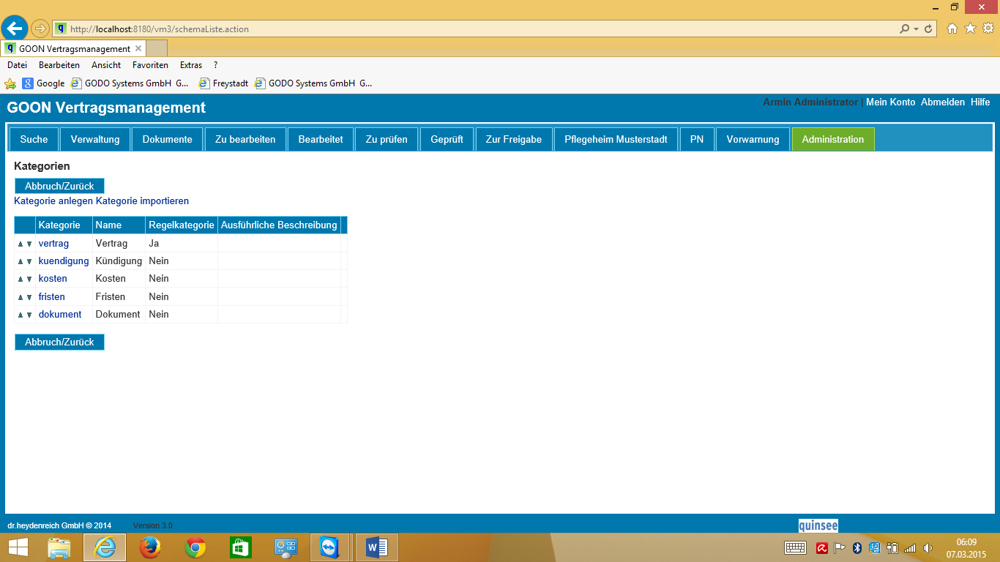 http://localhost:8180/vm3/schemaListe.action
GOON Vertragsmanagement
Datei Bearbeiten Ansicht Favoriten Extras ?
Google GODO Systems GmbH G... Freystadt GODO Systems GmbH G...
GOON Vertragsmanagement
Armin Administrator | Mein Konto Abmelden Hilfe
Suche Verwaltung Dokumente Zu bearbeiten Bearbeitet Zu prüfen Geprüft Zur Freigabe Pflegeheim Musterstadt PN Vorwarnung Administration
Kategorien
Abbruch/Zurück
Kategorie anlegen Kategorie importieren
Kategorie Name Regelkategorie Ausführliche Beschreibung
vertrag Vertrag Ja
kuendigung Kündigung Nein
kosten Kosten Nein
fristen Fristen Nein
dokument Dokument Nein
Abbruch/Zurück
dr.heydenreich GmbH © 2014 Version 3.0
quinsee
06:09
07.03.2015